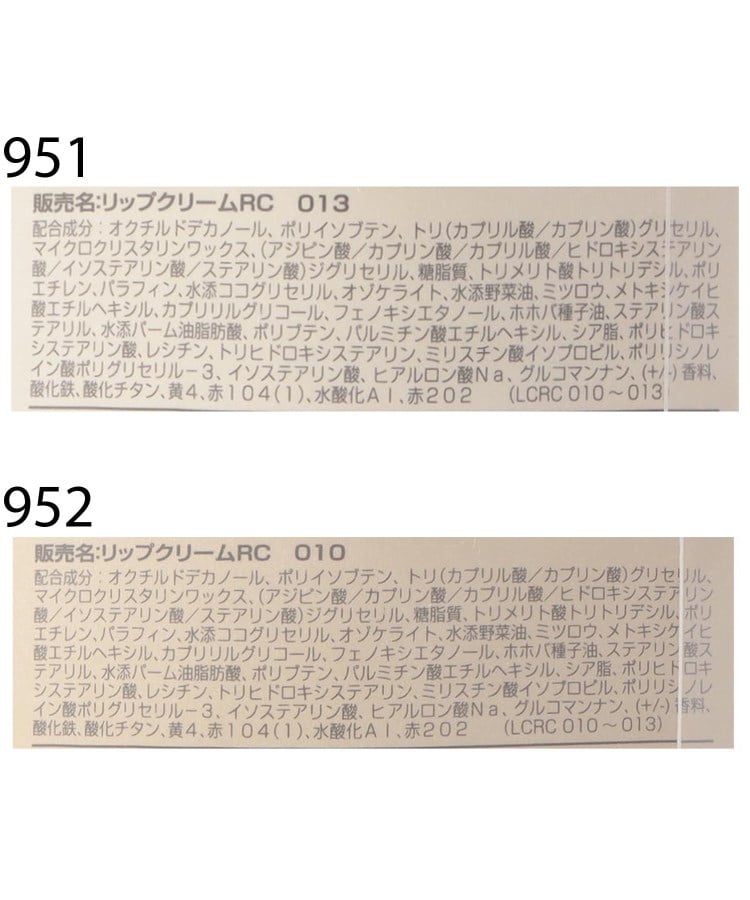 951
販売名:リップクリームRC 013
配合成分：オクチルドデカノール、ポリイソブテン、トリ(カプリル酸／カプリン酸)グリセリル、
マイクロクリスタリンワックス、(アジピン酸／カプリン酸／カプリル酸／ヒドロキシステアリン
酸／イソステアリン酸／ステアリン酸)ジグリセリル、糖脂質、トリメリト酸トリトリデシル、ポリ
エチレン、パラフィン、水添ココグリセリル、オゾケライト、水添野菜油、ミツロウ、メトキシケイヒ
酸エチルヘキシル、カプリリルグリコール、フェノキシエタノール、ホホバ種子油、ステアリン酸ス
テアリル、水添パーム油脂肪酸、ポリブテン、パルミチン酸エチルヘキシル、シア脂、ポリヒドロキ
システアリン酸、レシチン、トリヒドロキシステアリン、ミリスチン酸イソプロピル、ポリリシノレ
イン酸ポリグリセリル－3、イソステアリン酸、ヒアルロン酸Na、グルコマンナン、(+/-)香料、
酸化鉄、酸化チタン、黄4、赤104(1)、水酸化Al、赤202 (LCRC 010～013)
952
販売名:リップクリームRC 010
配合成分：オクチルドデカノール、ポリイソブテン、トリ(カプリル酸／カプリン酸)グリセリル、
マイクロクリスタリンワックス、(アジピン酸／カプリン酸／カプリル酸／ヒドロキシステアリン
酸／イソステアリン酸／ステアリン酸)ジグリセリル、糖脂質、トリメリト酸トリトリデシル、ポリ
エチレン、パラフィン、水添ココグリセリル、オゾケライト、水添野菜油、ミツロウ、メトキシケイヒ
酸エチルヘキシル、カプリリルグリコール、フェノキシエタノール、ホホバ種子油、ステアリン酸ス
テアリル、水添パーム油脂肪酸、ポリブテン、パルミチン酸エチルヘキシル、シア脂、ポリヒドロキ
システアリン酸、レシチン、トリヒドロキシステアリン、ミリスチン酸イソプロピル、ポリリシノレ
イン酸ポリグリセリル－3、イソステアリン酸、ヒアルロン酸Na、グルコマンナン、(+/-)香料、
酸化鉄、酸化チタン、黄4、赤104(1)、水酸化Al、赤202 (LCRC 010～013)